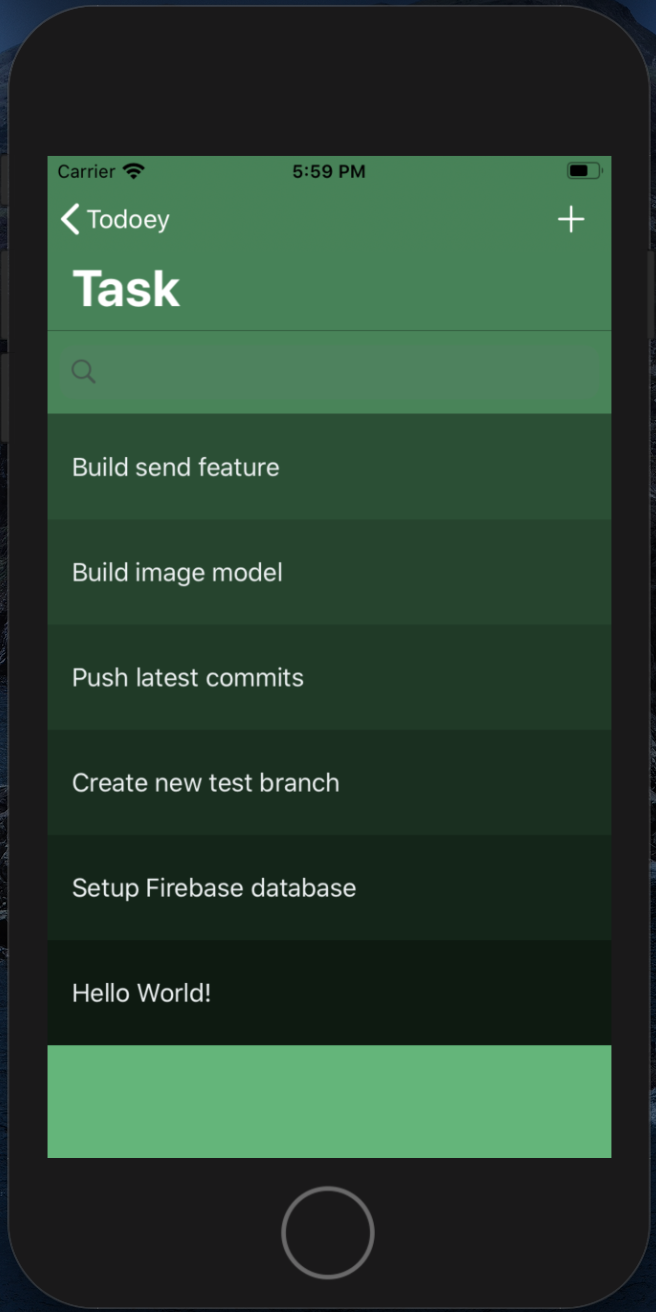 Carrier
5:59 PM
Todoey
Task
Build send feature
Build image model
Push latest commits
Create new test branch
Setup Firebase database
Hello World!